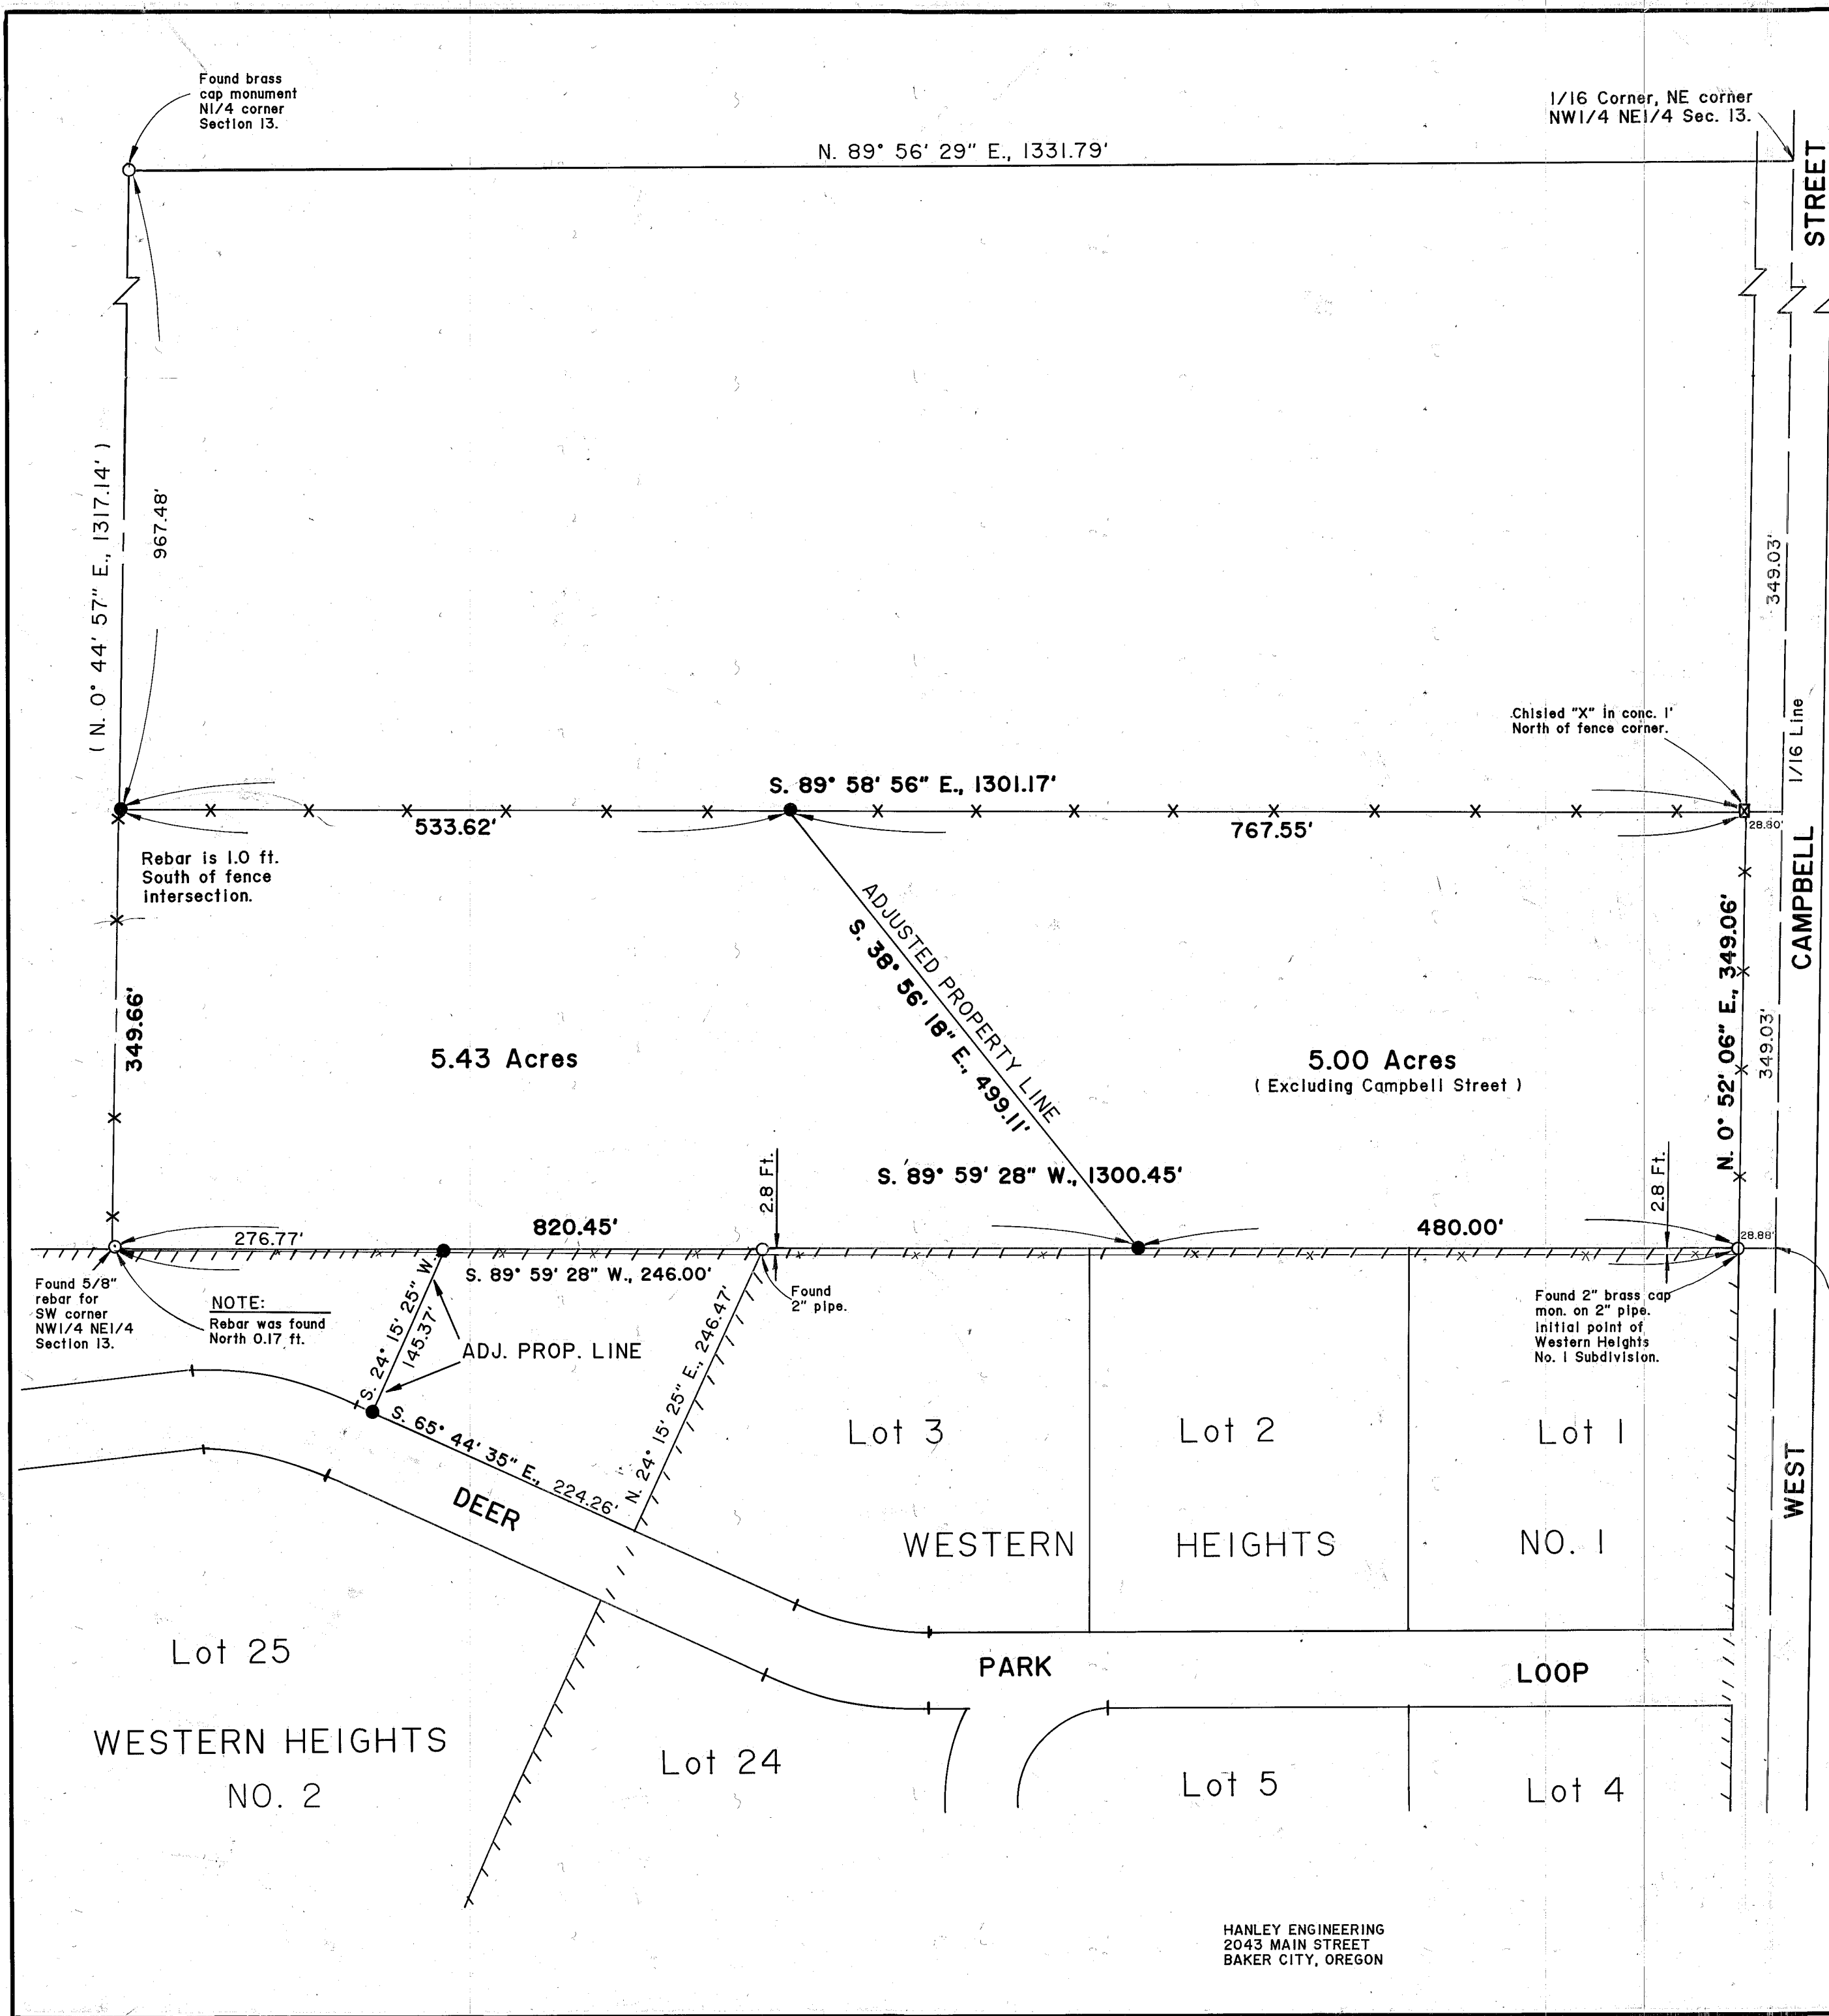 Found brass
cap monument
N1/4 corner
Section 13.
1/16 Corner, NE corner
NW1/4 NE1/4 Sec. 13.
N. 89° 56' 29" E., 1331.79'
STREET
( N. 0° 44' 57" E., 1317.14' )
967.48'
349.03'
1/16 Line
Chisled "X" in conc. 1'
North of fence corner.
S. 89° 58' 56" E., 1301.17'
533.62'
767.55'
28.80'
Rebar is 1.0 ft.
South of fence
intersection.
CAMPBELL
ADJUSTED PROPERTY LINE
S. 38° 56' 18" E., 499.11'
349.66'
5.43 Acres
5.00 Acres
( Excluding Campbell Street )
N. 0° 52' 06" E., 349.06'
349.03'
S. 89° 59' 28" W., 1300.45'
2.8 Ft.
2.8 Ft.
276.77'
820.45'
480.00'
28.88'
S. 89° 59' 28" W., 246.00'
Found 5/8"
rebar for
SW corner
NW1/4 NE1/4
Section 13.
NOTE:
Rebar was found
North 0.17 ft.
S. 24° 15' 25" W.
145.37'
ADJ. PROP. LINE
N. 24° 15' 25" E., 246.47'
Found
2" pipe.
Found 2" brass cap
mon. on 2" pipe.
Initial point of
Western Heights
No. 1 Subdivision.
S. 65° 44' 35" E., 224.26'
Lot 3
Lot 2
Lot 1
DEER
WESTERN
HEIGHTS
NO. 1
WEST
Lot 25
PARK
LOOP
WESTERN HEIGHTS
NO. 2
Lot 24
Lot 5
Lot 4
HANLEY ENGINEERING
2043 MAIN STREET
BAKER CITY, OREGON